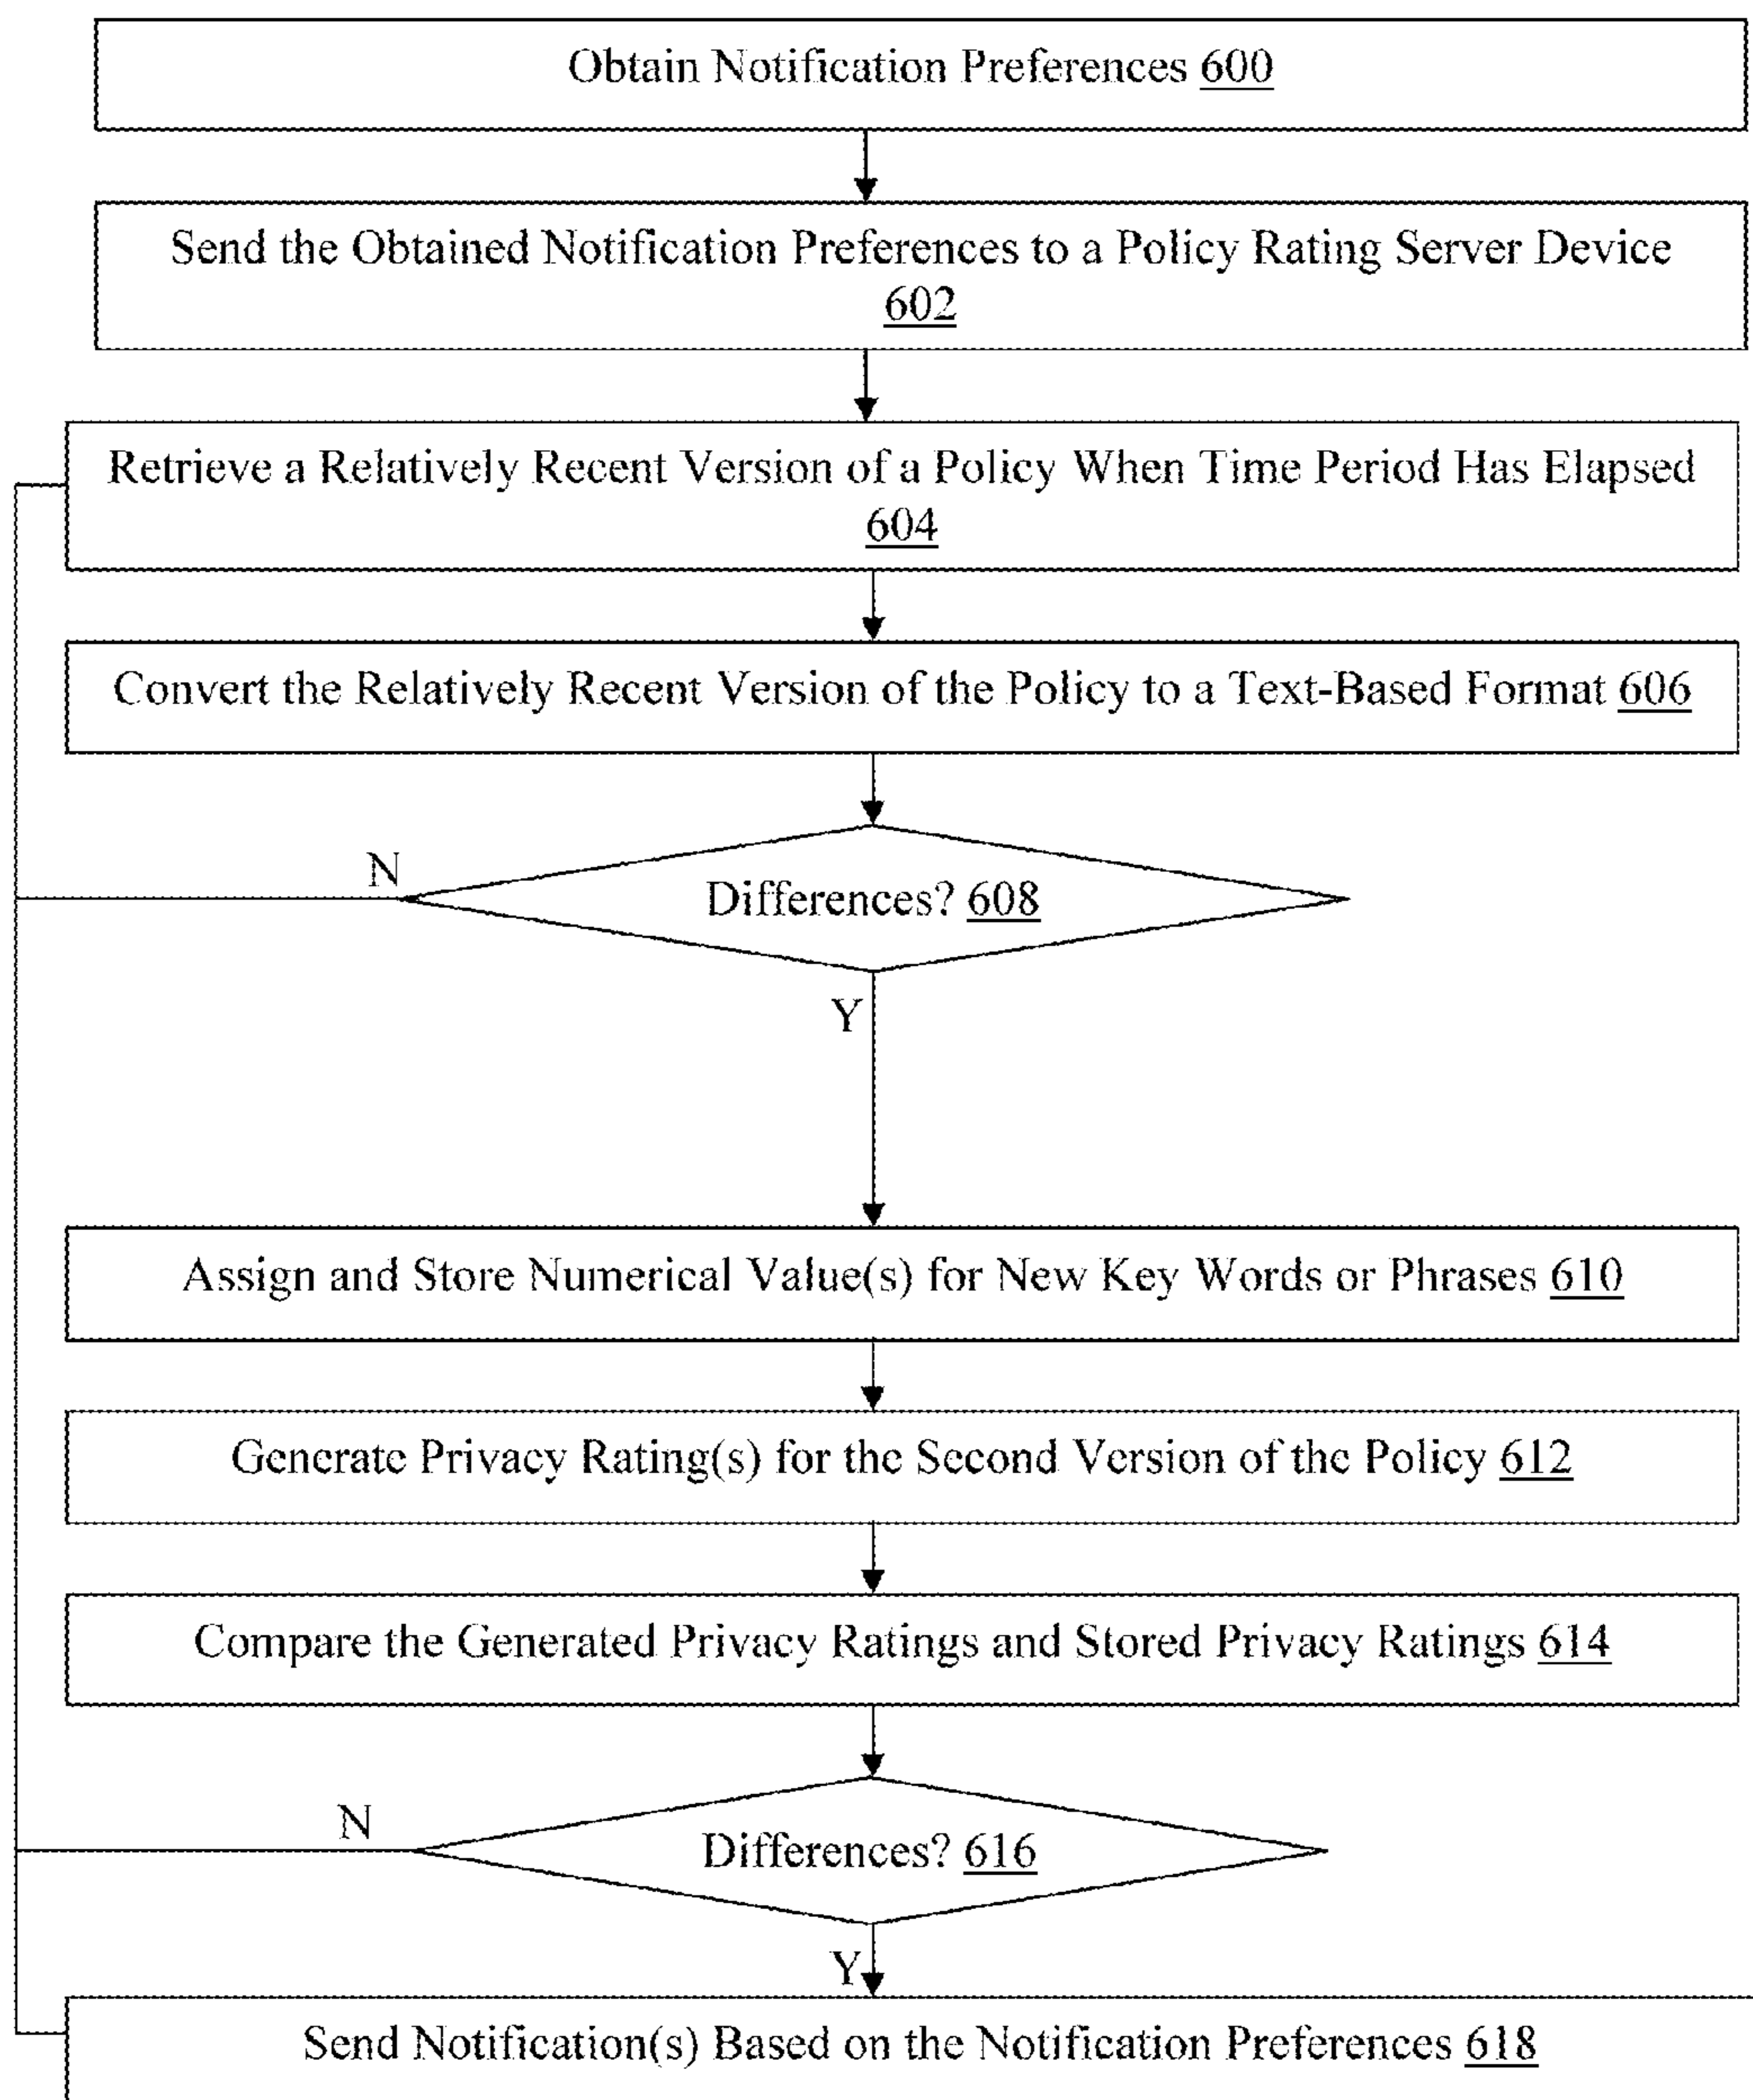 Obtain Notification Preferences 600
Send the Obtained Notification Preferences to a Policy Rating Server Device
602
Retrieve a Relatively Recent Version of a Policy When Time Period Has Elapsed
604
Convert the Relatively Recent Version of the Policy to a Text-Based Format 606
N
Differences? 608
Y
Assign and Store Numerical Value(s) for New Key Words or Phrases 610
Generate Privacy Rating(s) for the Second Version of the Policy 612
Compare the Generated Privacy Ratings and Stored Privacy Ratings 614
N
Differences? 616
Y
Send Notification(s) Based on the Notification Preferences 618